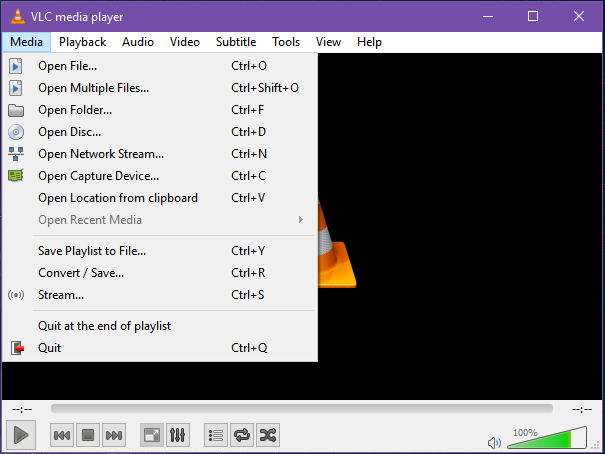 VLC media player
Media Playback Audio Video Subtitle Tools View Help
Open File... Ctrl+O
Open Multiple Files... Ctrl+Shift+O
Open Folder... Ctrl+F
Open Disc... Ctrl+D
Open Network Stream... Ctrl+N
Open Capture Device... Ctrl+C
Open Location from clipboard Ctrl+V
Open Recent Media
Save Playlist to File... Ctrl+Y
Convert / Save... Ctrl+R
Stream... Ctrl+S
Quit at the end of playlist
Quit Ctrl+Q
--:-- --:--
100%